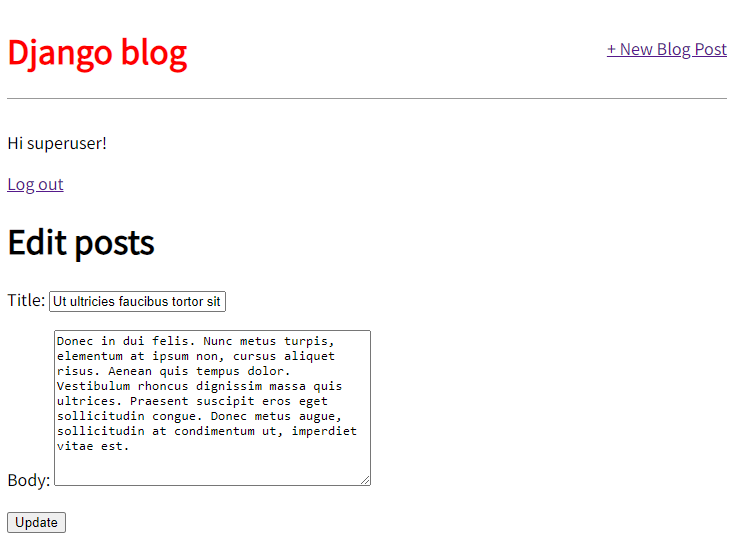 Django blog
+ New Blog Post
Hi superuser!
Log out
Edit posts
Title: Ut ultricies faucibus tortor sit
Donec in dui felis. Nunc metus turpis,
elementum at ipsum non, cursus aliquet
risus. Aenean quis tempus dolor.
Vestibulum rhoncus dignissim massa quis
ultrices. Praesent suscipit eros eget
sollicitudin congue. Donec metus augue,
sollicitudin at condimentum ut, imperdiet
vitae est.
Body:
Update